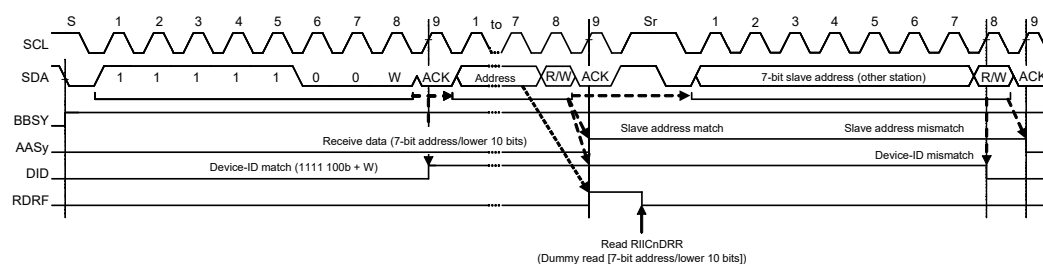 S 1 2 3 4 5 6 7 8 9 1 to 7 8 9 Sr 1 2 3 4 5 6 7 8 9
SCL
SDA 1 1 1 1 1 0 0 W ACK Address R/W ACK 7-bit slave address (other station) R/W ACK
BBSY
Slave address match Slave address mismatch
AASy
Receive data (7-bit address/lower 10 bits)
Device-ID mismatch
DID
Device-ID match (1111 100b + W)
RDRF
Read RIICnDRR
(Dummy read [7-bit address/lower 10 bits])